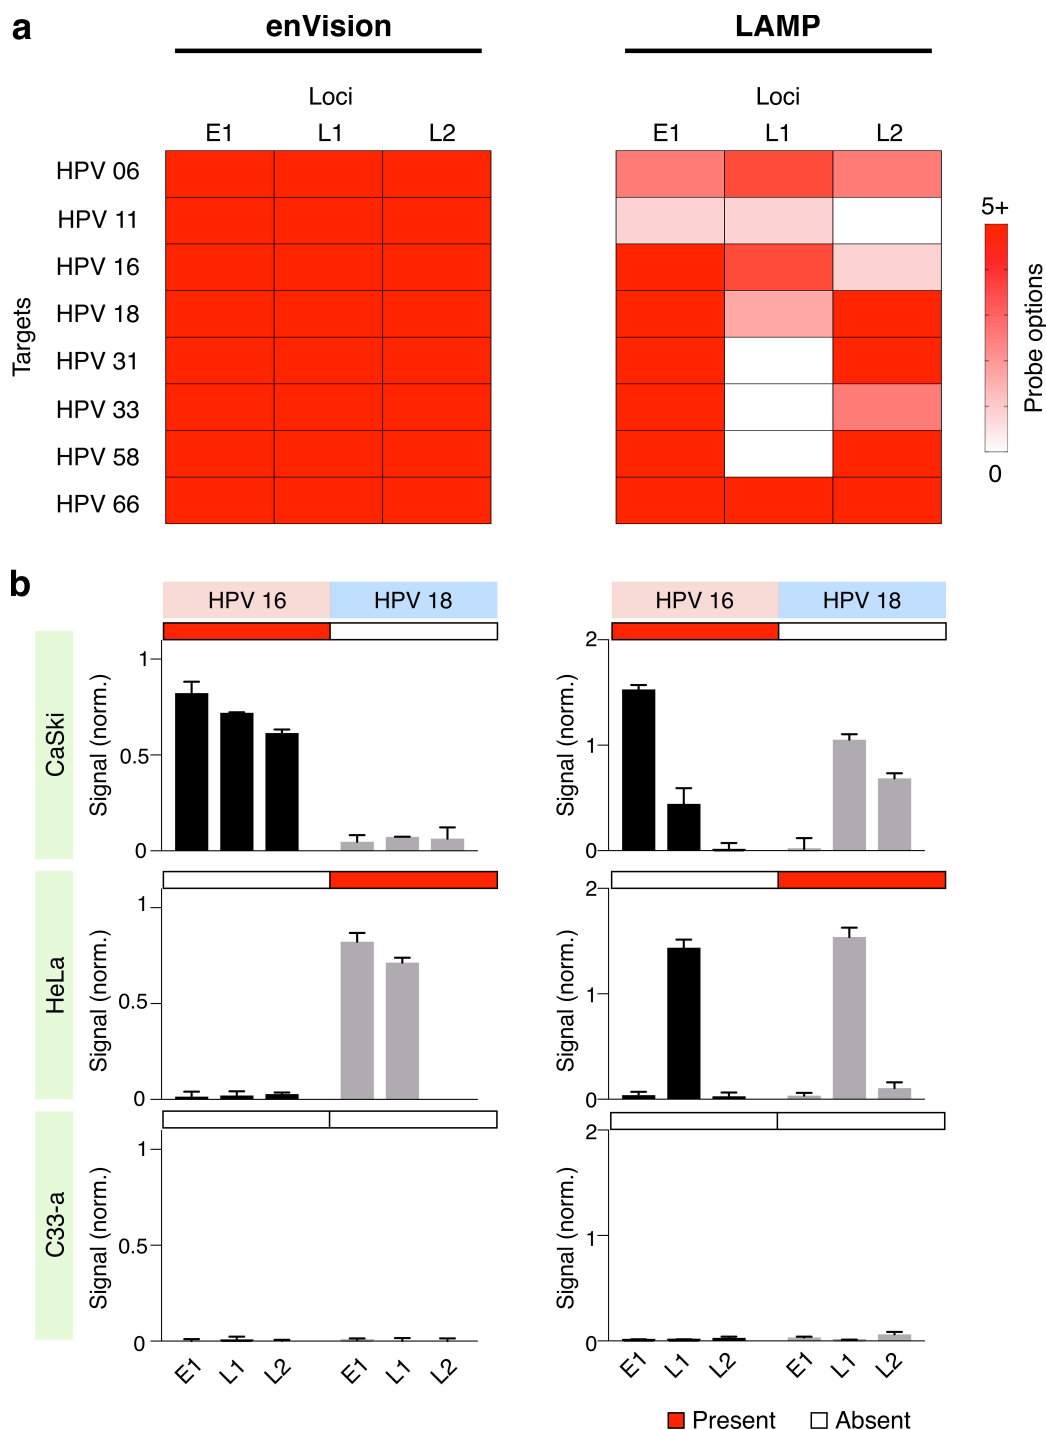 a
enVision
LAMP
Loci
Loci
E1 L1 L2
E1 L1 L2
Targets
HPV 06
HPV 11
HPV 16
HPV 18
HPV 31
HPV 33
HPV 58
HPV 66
5+
Probe options
0
b
HPV 16 HPV 18
HPV 16 HPV 18
CaSki
Signal (norm.)
1
0.5
0
Signal (norm.)
2
1
0
HeLa
Signal (norm.)
1
0.5
0
Signal (norm.)
2
1
0
C33-a
Signal (norm.)
1
0.5
0
Signal (norm.)
2
1
0
E1 L1 L2 E1 L1 L2
E1 L1 L2 E1 L1 L2
Present Absent